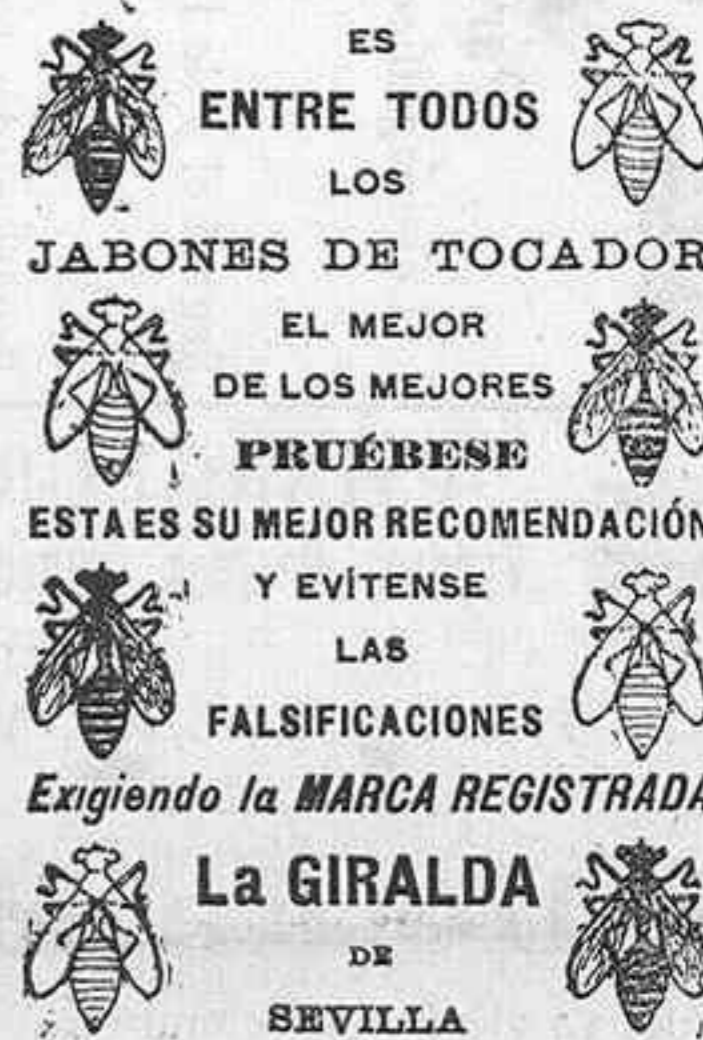 ES
ENTRE TODOS
LOS
JABONES DE TOCADOR
EL MEJOR
DE LOS MEJORES
PRUÉBESE
ESTA ES SU MEJOR RECOMENDACIÓN
Y EVÍTENSE
LAS
FALSIFICACIONES
Exigiendo la MARCA REGISTRADA
La GIRALDA
DE
SEVILLA